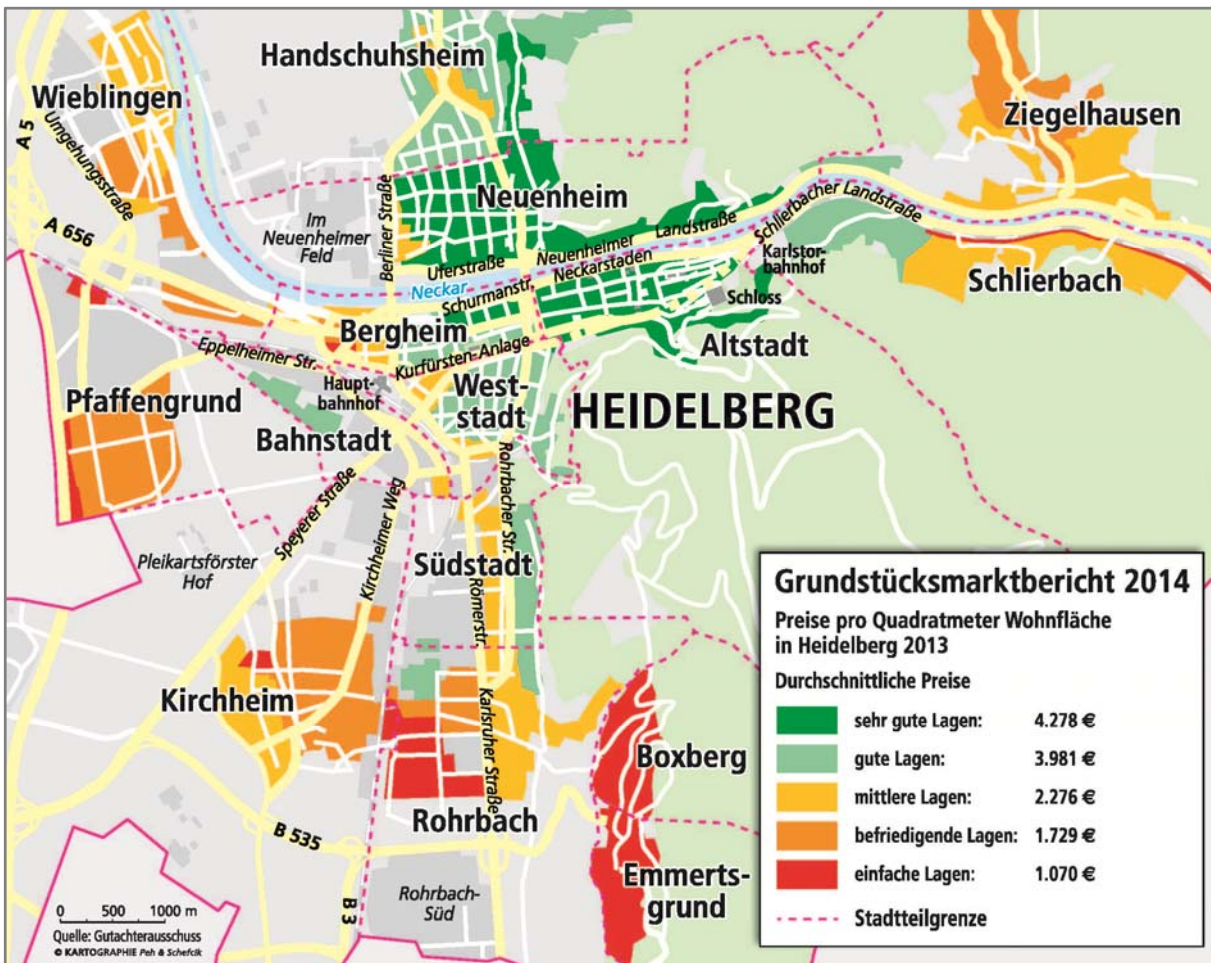 Handschuhsheim
Wieblingen
Ziegelhausen
A 5
Umgehungsstraße
Neuenheim
Im
Neuenheimer
Feld
Berliner Straße
A 656
Uferstraße
Neuenheimer
Landstraße
Schlierbacher Landstraße
Neckarstaden
Karlstor-
bahnhof
Neckar
Schurmanstr.
Schloss
Schlierbach
Bergheim
Altstadt
Eppelheimer Str.
Kurfürsten-Anlage
Haupt-
bahnhof
West-
stadt
HEIDELBERG
Pfaffengrund
Bahnstadt
Rohrbacher Str.
Speyerer Straße
Kirchheimer Weg
Pleikartsförster
Hof
Südstadt
Römerstr.
Kirchheim
Karlsruher Straße
Boxberg
Rohrbach
B 535
Emmerts-
grund
B 3
Rohrbach-
Süd
Grundstücksmarktbericht 2014
Preise pro Quadratmeter Wohnfläche
in Heidelberg 2013
Durchschnittliche Preise
sehr gute Lagen: 4.278 €
gute Lagen: 3.981 €
mittlere Lagen: 2.276 €
befriedigende Lagen: 1.729 €
einfache Lagen: 1.070 €
Stadtteilgrenze
0 500 1000 m
Quelle: Gutachterausschuss
© KARTOGRAPHIE Peh & Schefcik